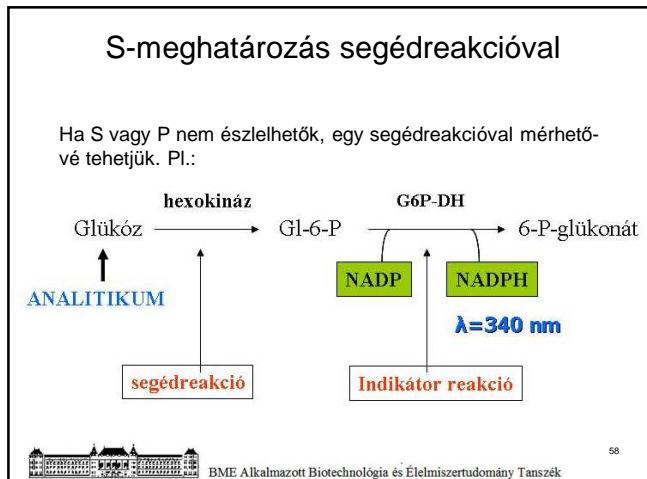 S-meghatározás segédreakcióval
Ha S vagy P nem észlelhetők, egy segédreakcióval mérhető-
vé tehetjük. Pl.:
hexokináz G6P-DH
Glükóz Gl-6-P 6-P-glükonát
NADP NADPH
ANALITIKUM
λ=340 nm
segédreakció Indikátor reakció
58
BME Alkalmazott Biotechnológia és Élelmiszertudomány Tanszék